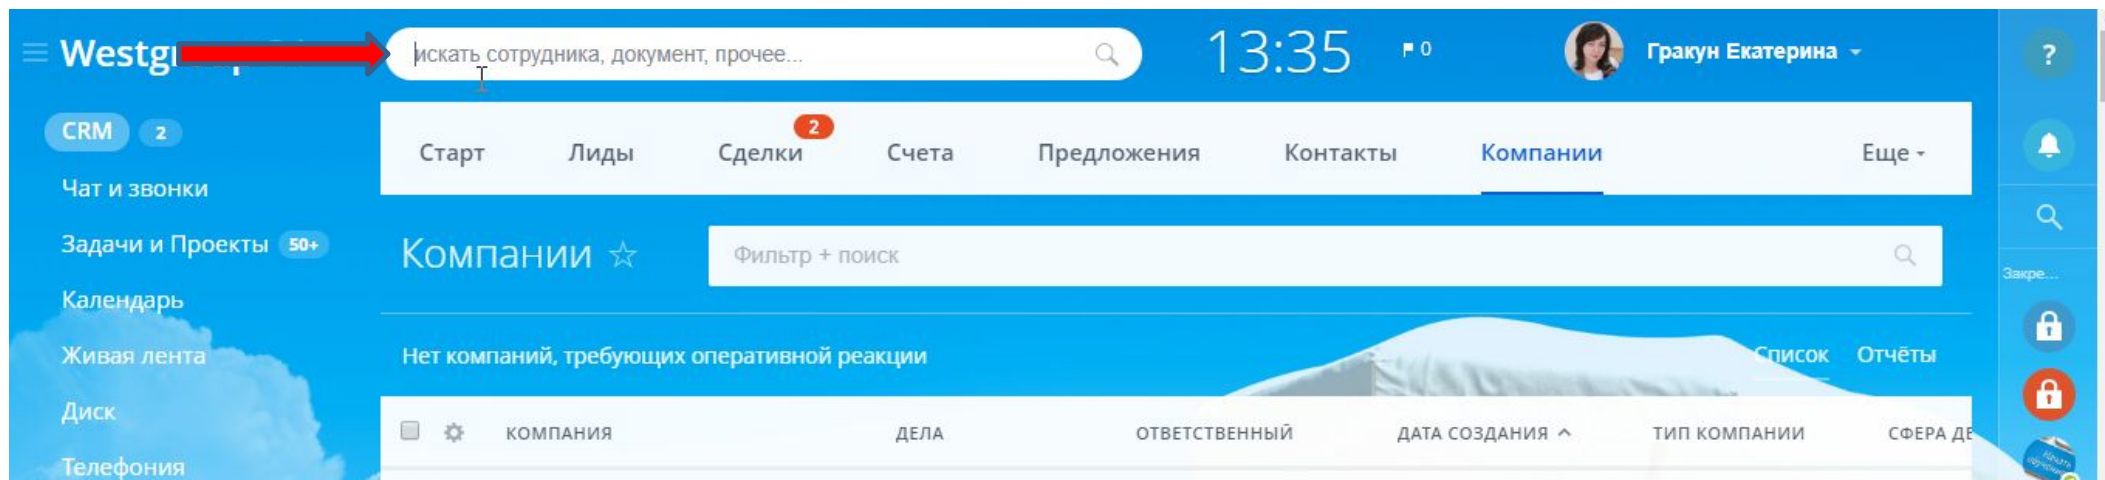 искать сотрудника, документ, прочее...
13:35
0
Гракун Екатерина
?
CRM 2
Старт Лиды Сделки 2 Счета Предложения Контакты Компании Еще
Чат и звонки
Задачи и Проекты 50+
Компании
Фильтр + поиск
Закре...
Календарь
Живая лента
Нет компаний, требующих оперативной реакции
Список Отчёты
Диск
КОМПАНИЯ ДЕЛА ОТВЕТСТВЕННЫЙ ДАТА СОЗДАНИЯ ТИП КОМПАНИИ СФЕРА ДЕ
Телефония
Начать